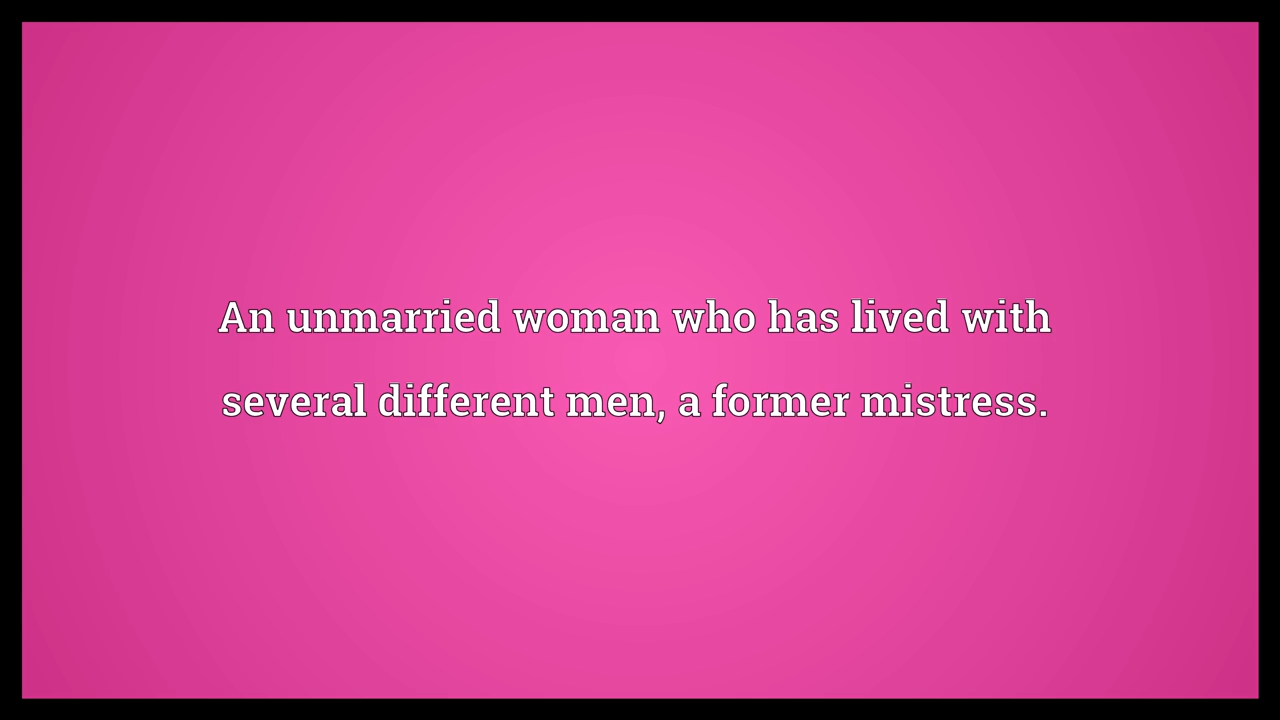 An unmarried woman who has lived with
several different men, a former mistress.